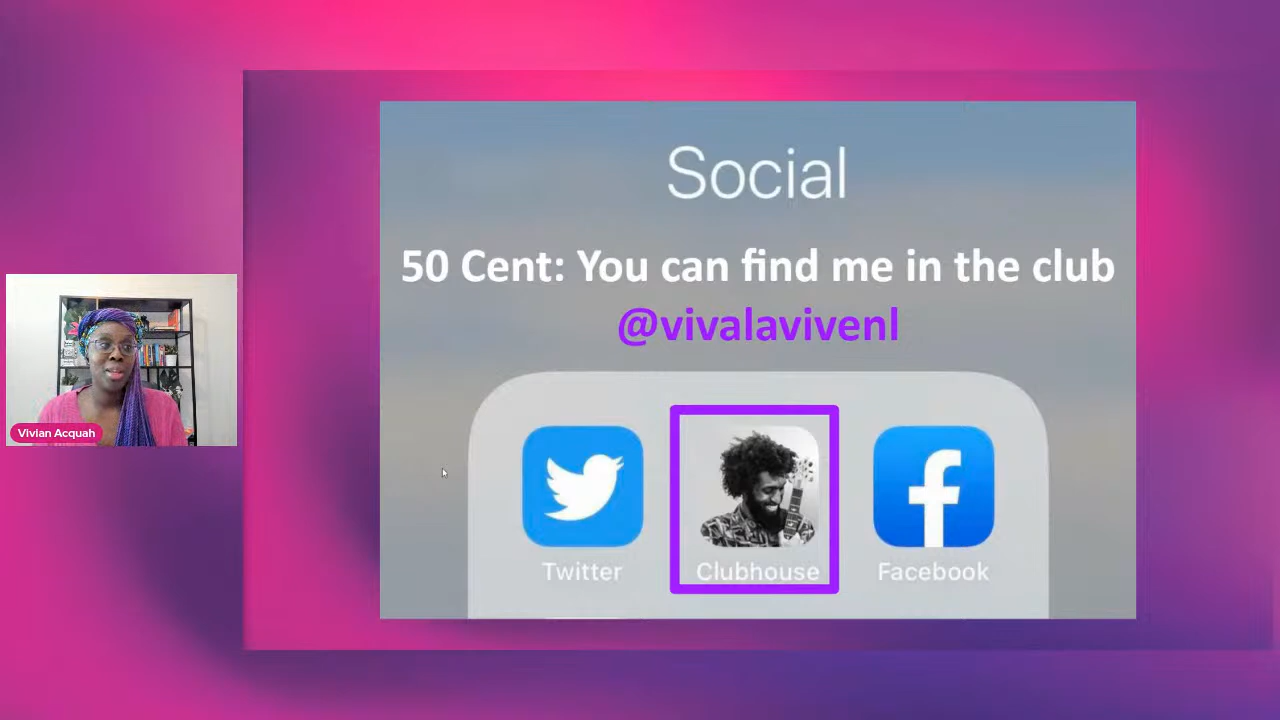 Social
50 Cent: You can find me in the club
@vivalavivenl
Vivian Acquah
Twitter
Clubhouse
Facebook